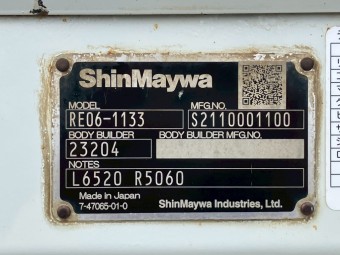 ShinMaywa
MODEL MFG.NO.
RE06-1133 S2110001100
BODY BUILDER BODY BUILDER MFG.NO.
23204
NOTES
L6520 R5060
Made in Japan
7-47065-01-0 ShinMaywa Industries, Ltd.